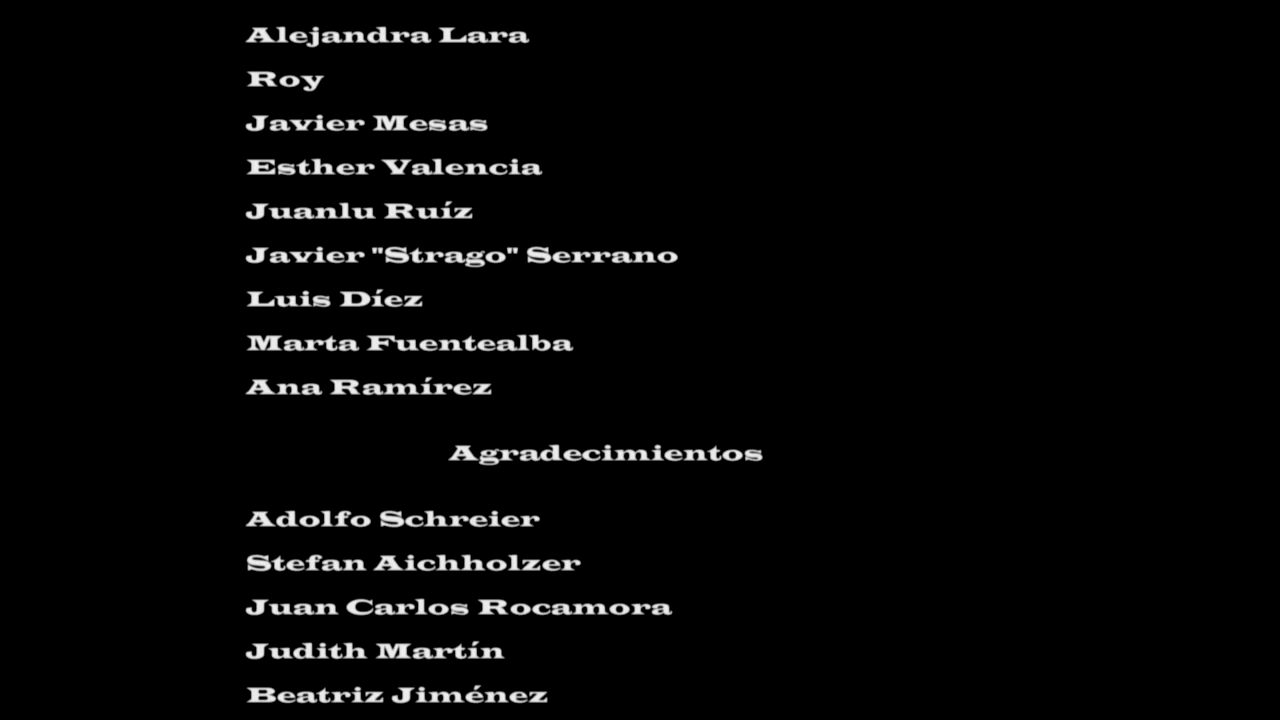 Alejandra Lara
Roy
Javier Mesas
Esther Valencia
Juanlu Ruíz
Javier "Strago" Serrano
Luis Díez
Marta Fuentealba
Ana Ramírez
Agradecimientos
Adolfo Schreier
Stefan Aichholzer
Juan Carlos Rocamora
Judith Martín
Beatriz Jiménez